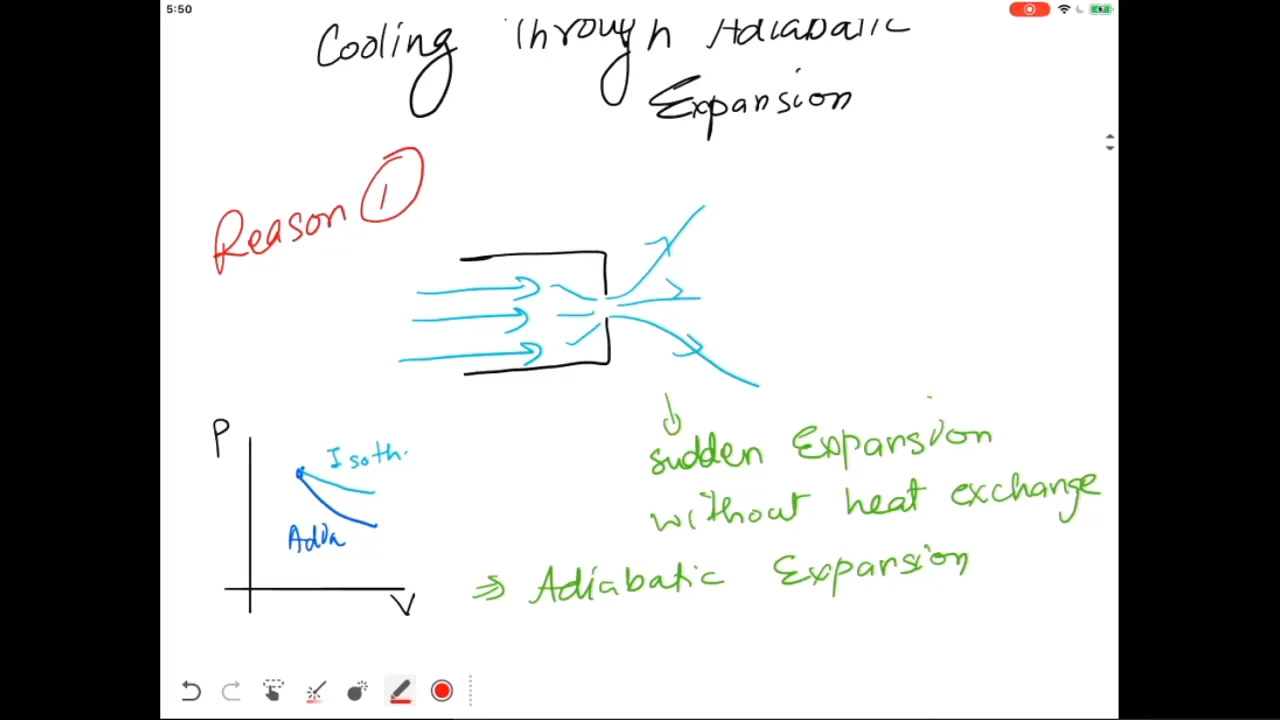 5:50
Cooling Through Adiabatic
Expansion
Reason 1
P
Isoth.
Adia
V
sudden Expansion
without heat exchange
⇒ Adiabatic Expansion